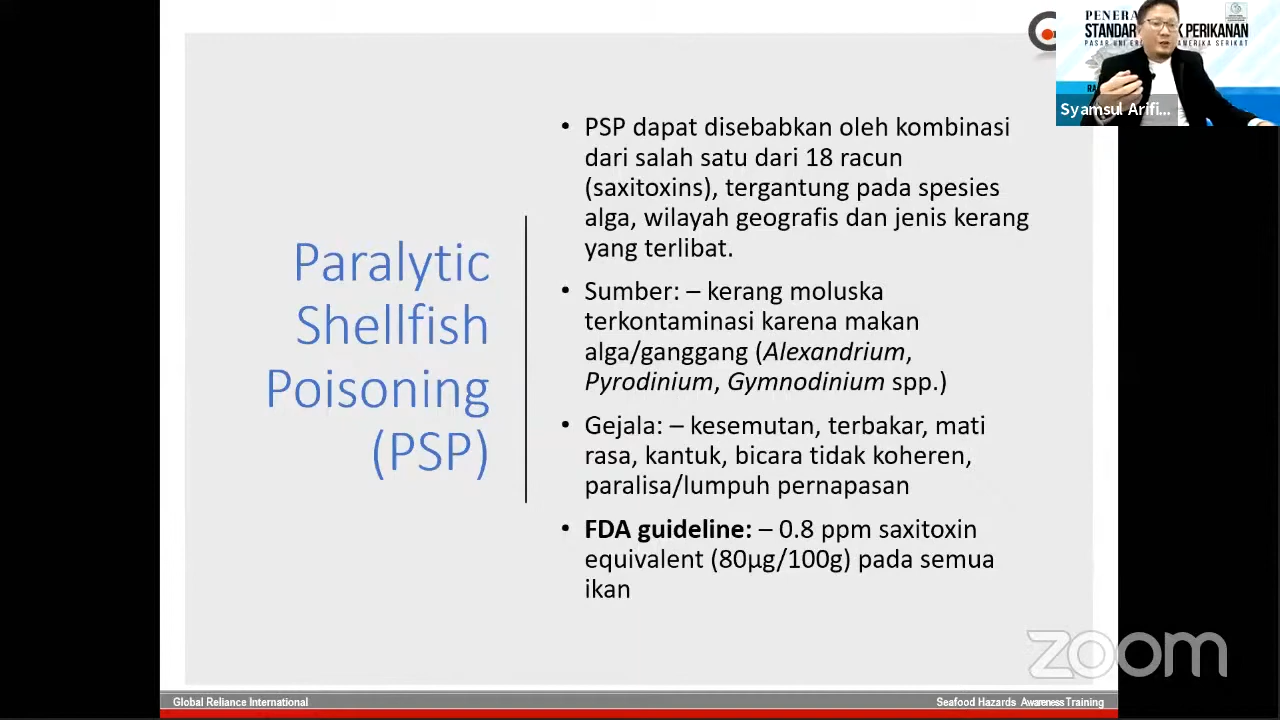 Paralytic
Shellfish
Poisoning
(PSP)
• PSP dapat disebabkan oleh kombinasi
dari salah satu dari 18 racun
(saxitoxins), tergantung pada spesies
alga, wilayah geografis dan jenis kerang
yang terlibat.
• Sumber: – kerang moluska
terkontaminasi karena makan
alga/ganggang (Alexandrium,
Pyrodinium, Gymnodinium spp.)
• Gejala: – kesemutan, terbakar, mati
rasa, kantuk, bicara tidak koheren,
paralisa/lumpuh pernapasan
• FDA guideline: – 0.8 ppm saxitoxin
equivalent (80µg/100g) pada semua
ikan
PENERA
STANDAR K PERIKANAN
PASAR UNI ER AMERIKA SERIKAT
Syamsul Arifi...
zoom
Global Reliance International
Seafood Hazards Awareness Training